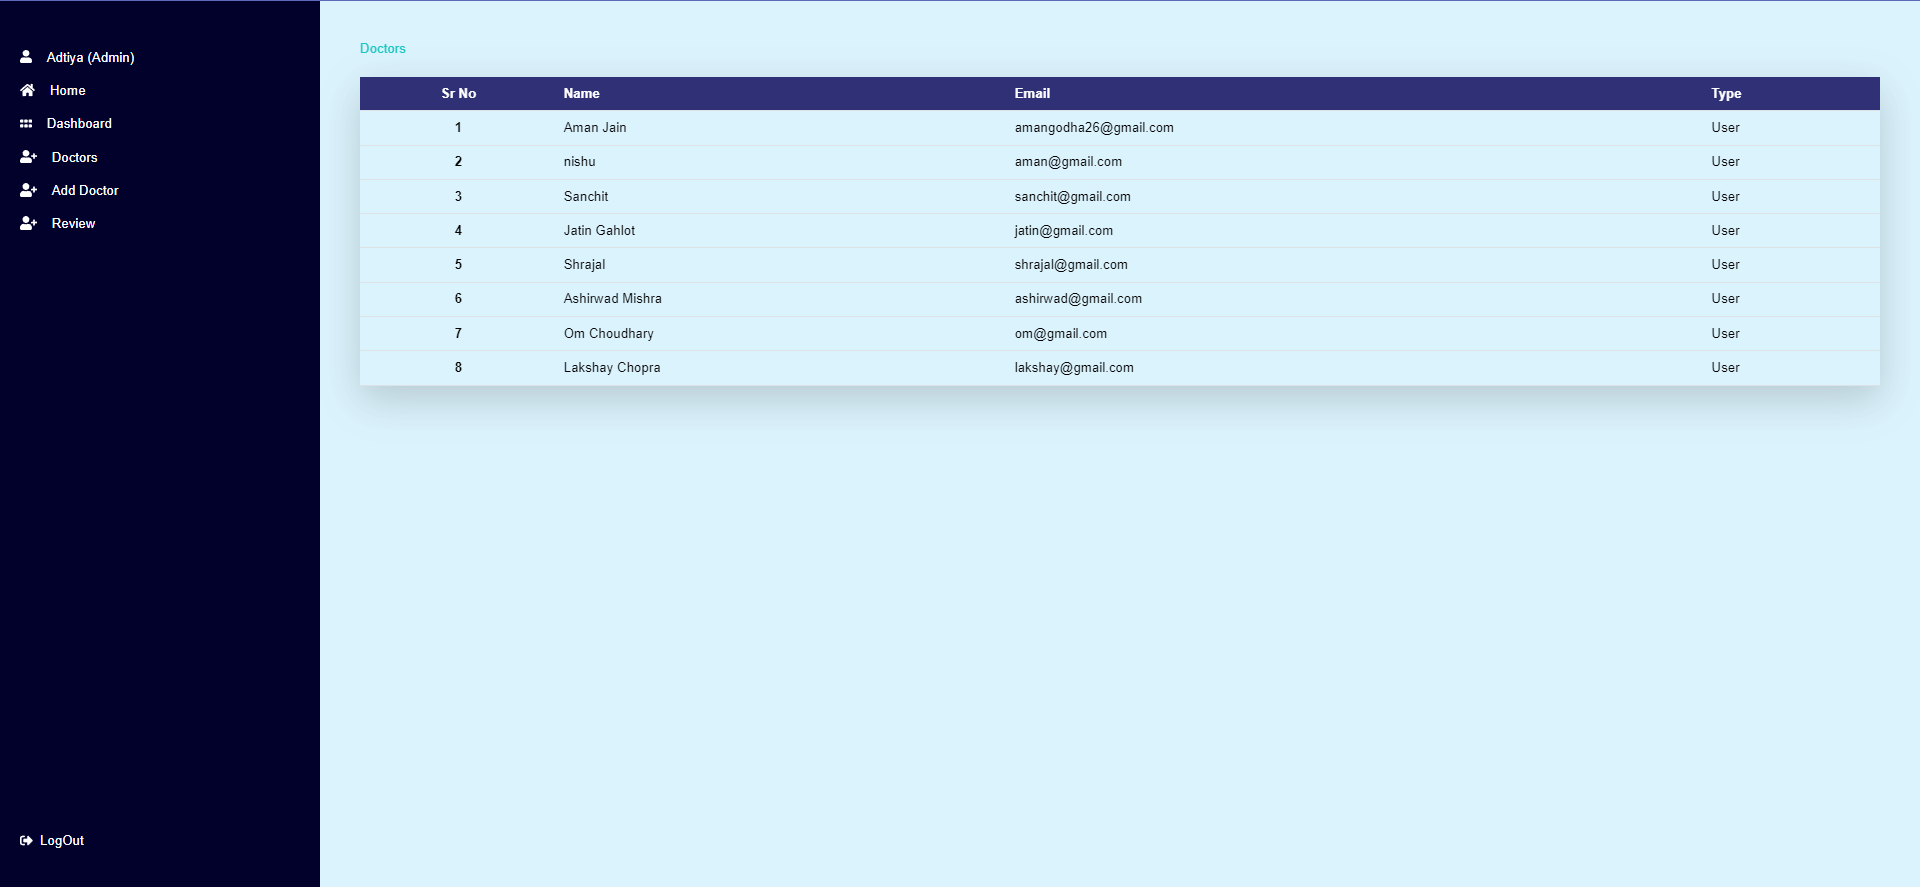 Adtiya (Admin)
Home
Dashboard
Doctors
Add Doctor
Review
LogOut
Doctors
Sr No Name Email Type
1 Aman Jain amangodha26@gmail.com User
2 nishu aman@gmail.com User
3 Sanchit sanchit@gmail.com User
4 Jatin Gahlot jatin@gmail.com User
5 Shrajal shrajal@gmail.com User
6 Ashirwad Mishra ashirwad@gmail.com User
7 Om Choudhary om@gmail.com User
8 Lakshay Chopra lakshay@gmail.com User